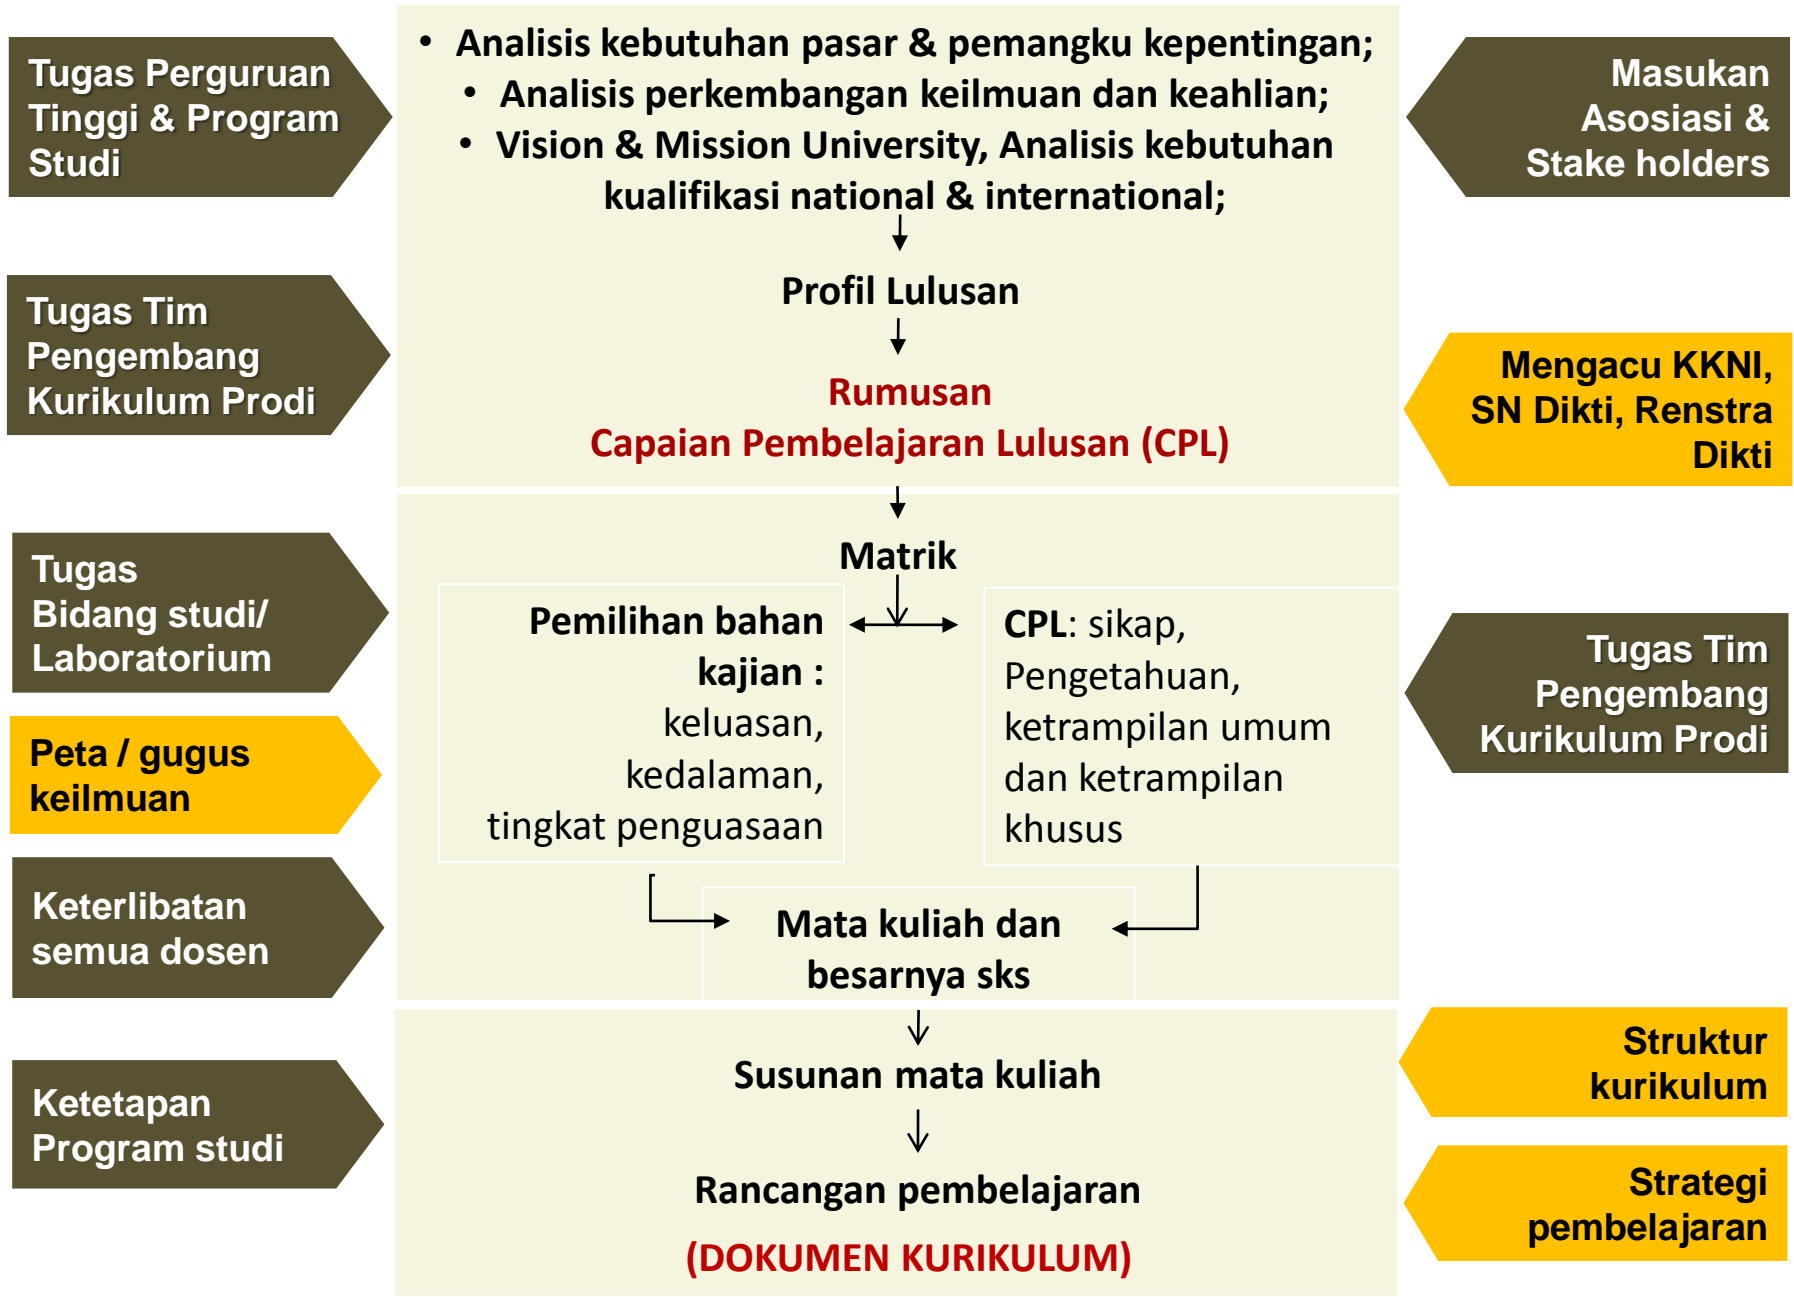 Tugas Perguruan
Tinggi & Program
Studi
• Analisis kebutuhan pasar & pemangku kepentingan;
• Analisis perkembangan keilmuan dan keahlian;
• Vision & Mission University, Analisis kebutuhan
kualifikasi national & international;
Masukan
Asosiasi &
Stake holders
Tugas Tim
Pengembang
Kurikulum Prodi
Profil Lulusan
Rumusan
Capaian Pembelajaran Lulusan (CPL)
Mengacu KKNI,
SN Dikti, Renstra
Dikti
Tugas
Bidang studi/
Laboratorium
Matrik
Pemilihan bahan
kajian :
keluasan,
kedalaman,
tingkat penguasaan
CPL: sikap,
Pengetahuan,
ketrampilan umum
dan ketrampilan
khusus
Tugas Tim
Pengembang
Kurikulum Prodi
Peta / gugus
keilmuan
Keterlibatan
semua dosen
Mata kuliah dan
besarnya sks
Ketetapan
Program studi
Susunan mata kuliah
Rancangan pembelajaran
(DOKUMEN KURIKULUM)
Struktur
kurikulum
Strategi
pembelajaran